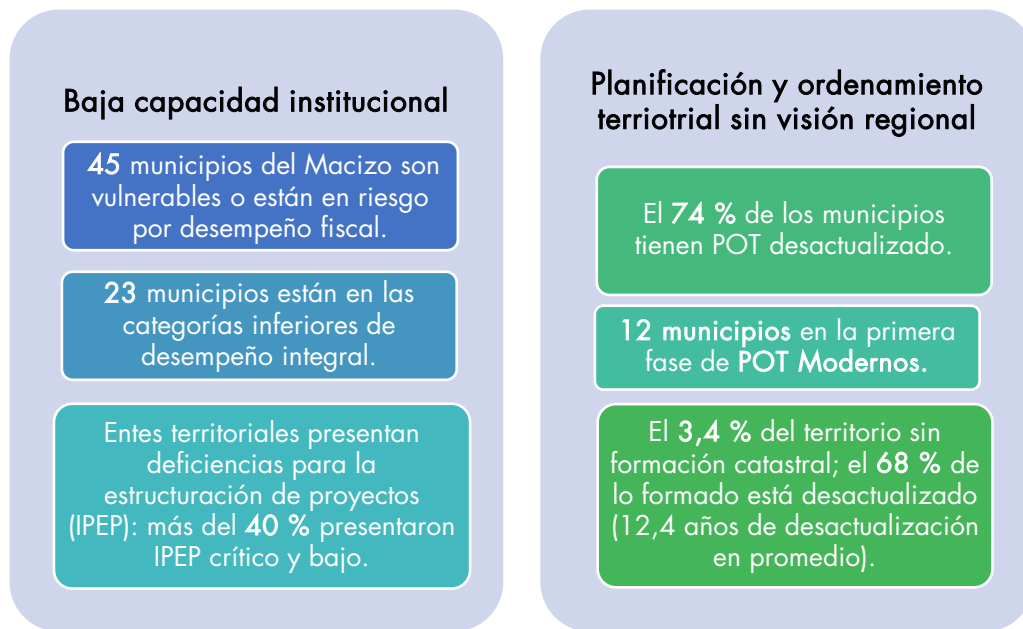 Baja capacidad institucional
45 municipios del Macizo son
vulnerables o están en riesgo
por desempeño fiscal.
23 municipios están en las
categorías inferiores de
desempeño integral.
Entes territoriales presentan
deficiencias para la
estructuración de proyectos
(IPEP): más del 40 % presentaron
IPEP crítico y bajo.
Planificación y ordenamiento
terriotrial sin visión regional
El 74 % de los municipios
tienen POT desactualizado.
12 municipios en la primera
fase de POT Modernos.
El 3,4 % del territorio sin
formación catastral; el 68 % de
lo formado está desactualizado
(12,4 años de desactualización
en promedio).